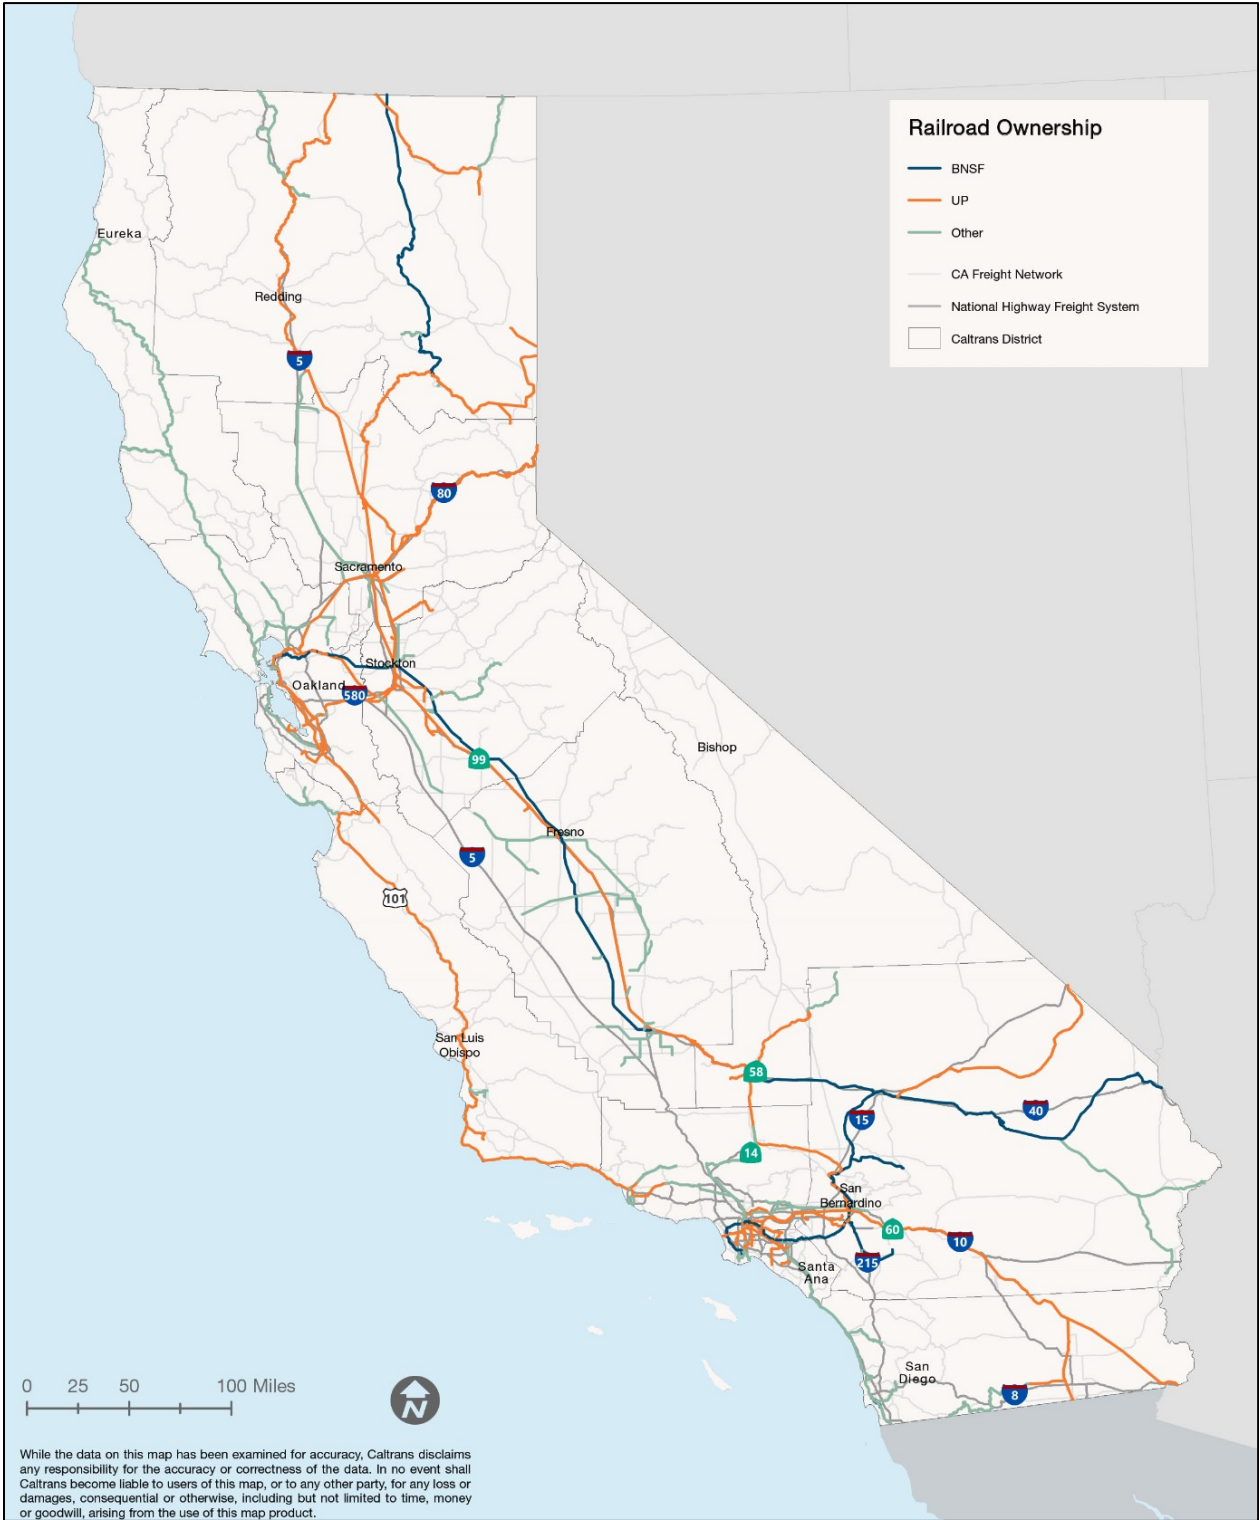 Railroad Ownership
BNSF
UP
Other
CA Freight Network
National Highway Freight System
Caltrans District
Eureka
Redding
5
80
Sacramento
Stockton
Oakland
580
99
Bishop
Fresno
5
101
San Luis
Obispo
58
15
40
14
San
Bernardino
60
10
215
Santa
Ana
San
Diego
8
0 25 50 100 Miles
N
While the data on this map has been examined for accuracy, Caltrans disclaims
any responsibility for the accuracy or correctness of the data. In no event shall
Caltrans become liable to users of this map, or to any other party, for any loss or
damages, consequential or otherwise, including but not limited to time, money
or goodwill, arising from the use of this map product.